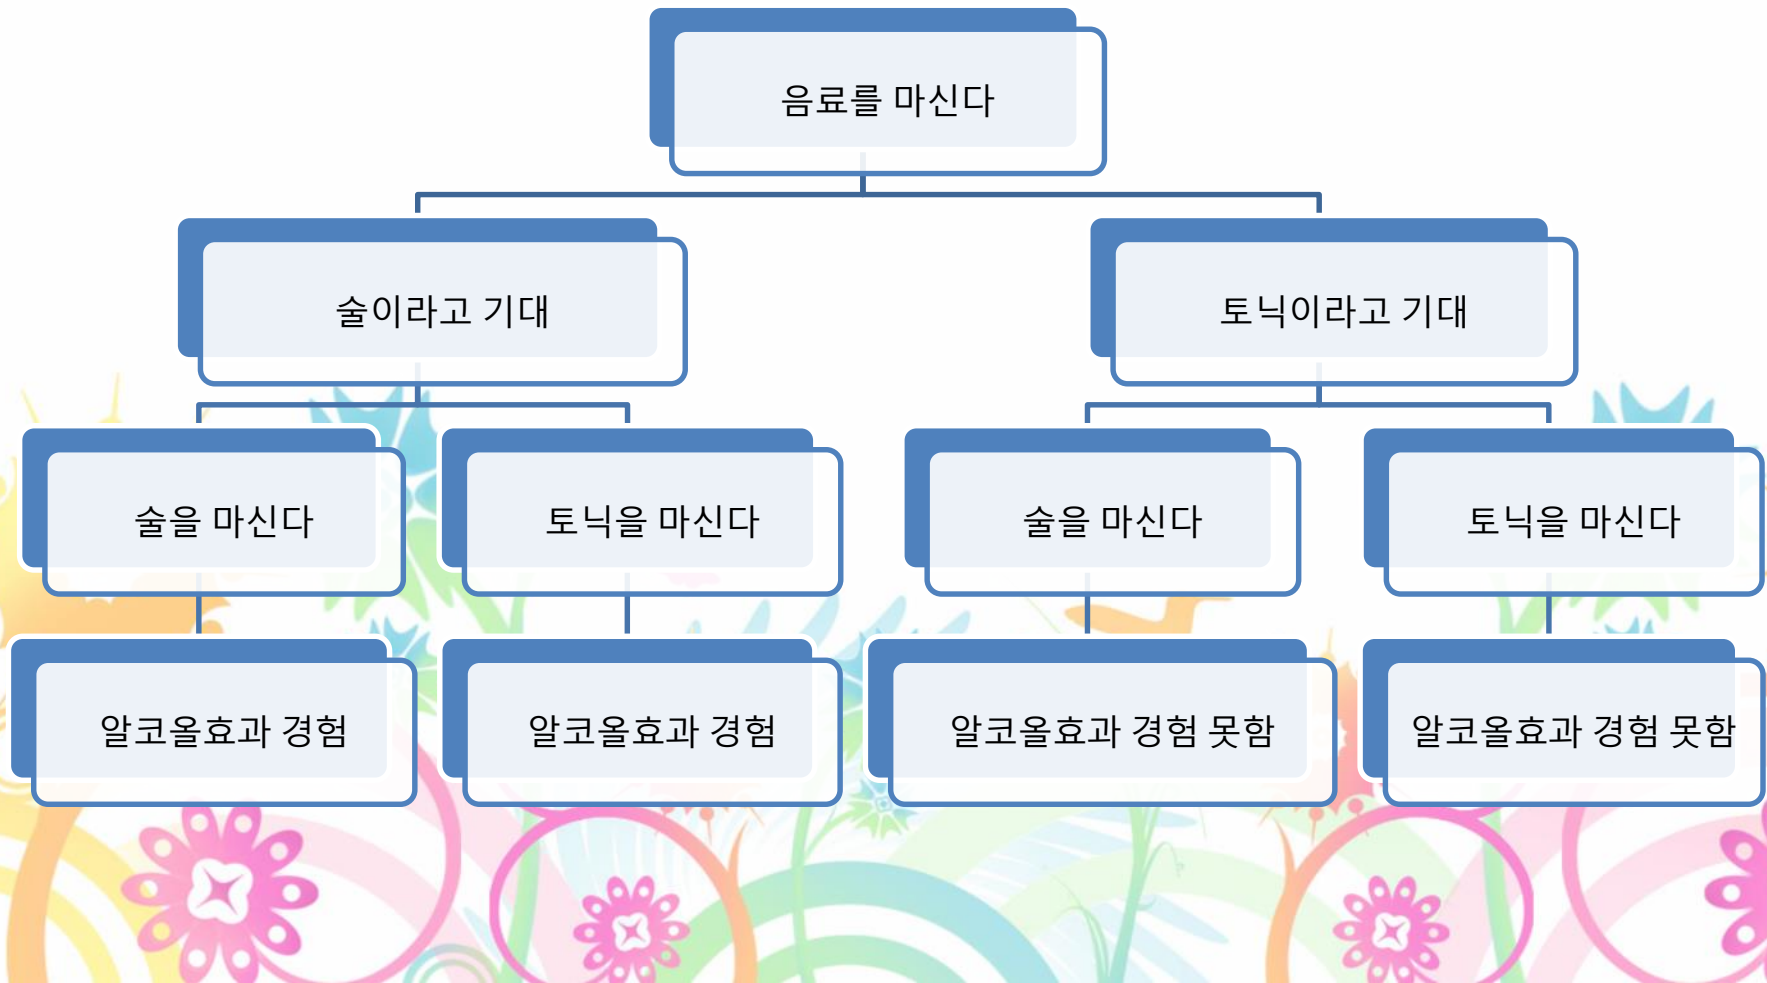 음료를 마신다
술이라고 기대
토닉이라고 기대
술을 마신다
토닉을 마신다
술을 마신다
토닉을 마신다
알코올효과 경험
알코올효과 경험
알코올효과 경험 못함
알코올효과 경험 못함